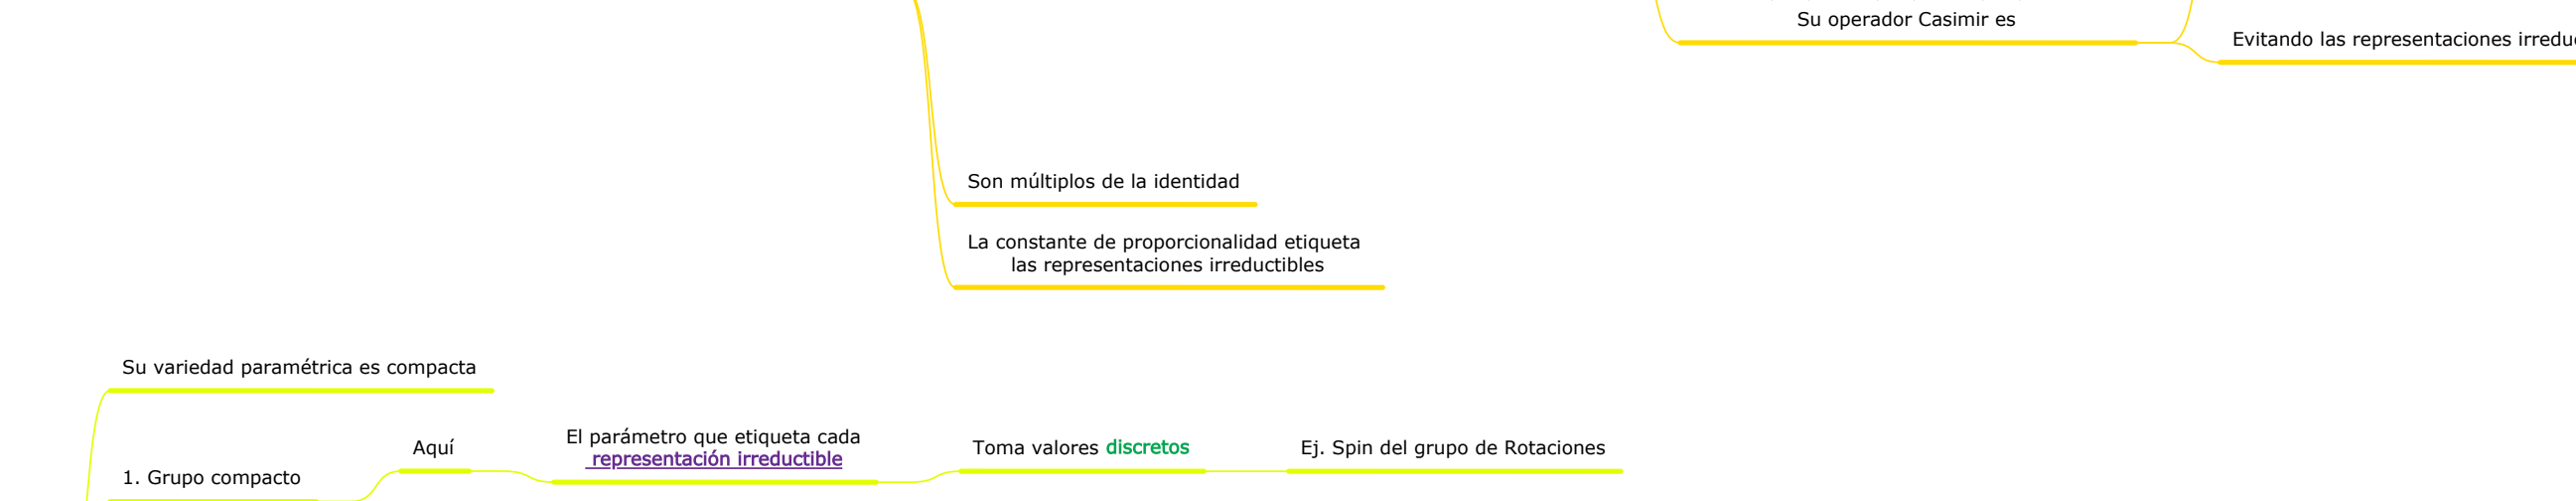 Su operador Casimir es
Evitando las representaciones
Son múltiplos de la identidad
La constante de proporcionalidad etiqueta
las representaciones irreductibles
Su variedad paramétrica es compacta
1. Grupo compacto
Aquí
El parámetro que etiqueta cada
representación irreductible
Toma valores discretos
Ej. Spin del grupo de Rotaciones